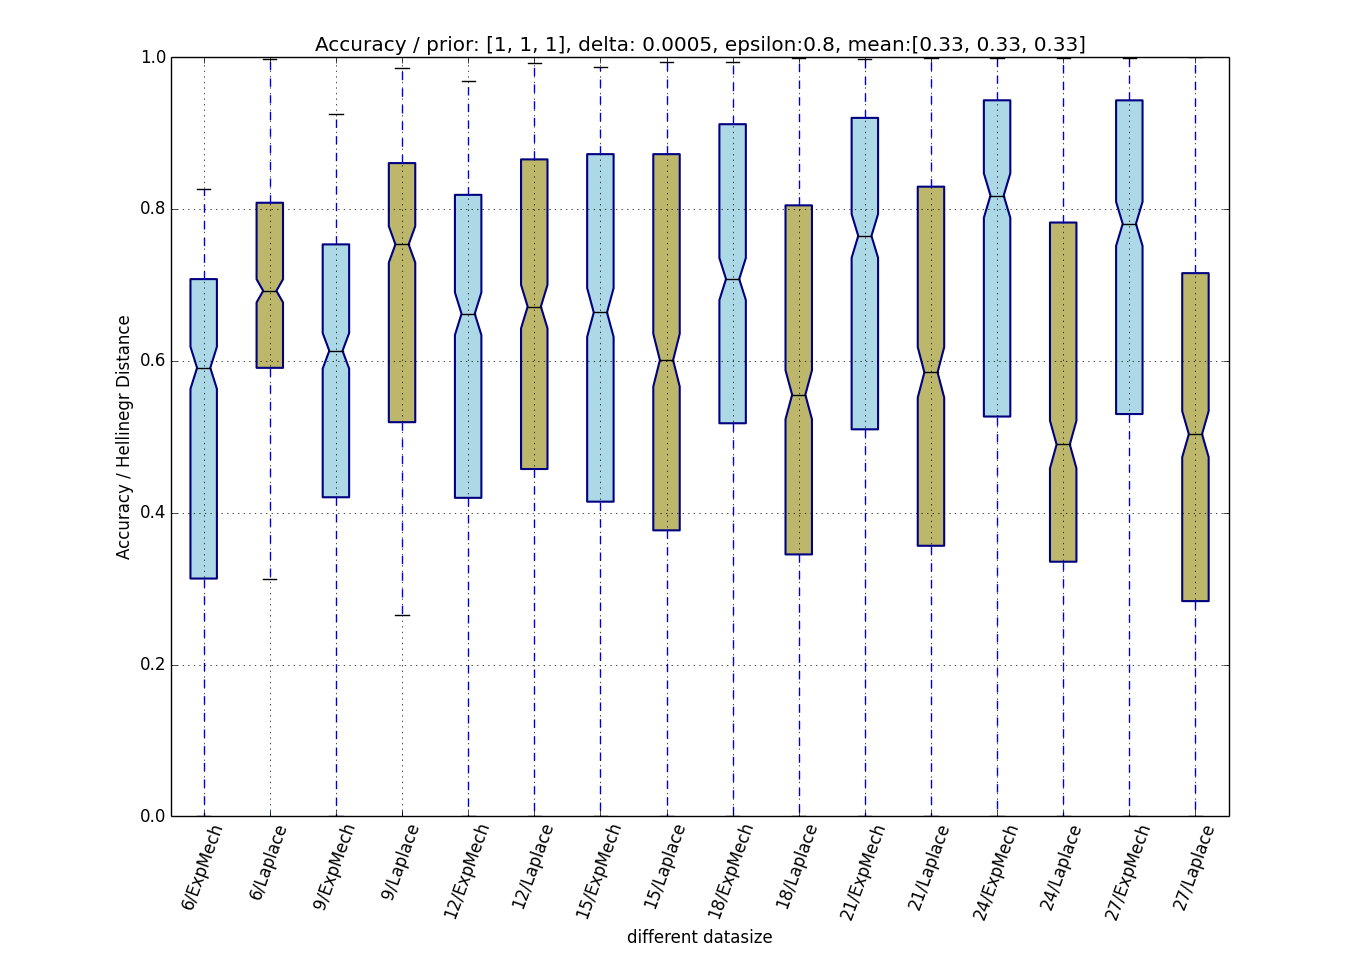 Accuracy / prior: [1, 1, 1], delta: 0.0005, epsilon:0.8, mean:[0.33, 0.33, 0.33]
1.0
0.8
0.6
0.4
0.2
0.0
Accuracy / Hellinegr Distance
6/ExpMech
6/Laplace
9/ExpMech
9/Laplace
12/ExpMech
12/Laplace
15/ExpMech
15/Laplace
18/ExpMech
18/Laplace
21/ExpMech
21/Laplace
24/ExpMech
24/Laplace
27/ExpMech
27/Laplace
different datasize